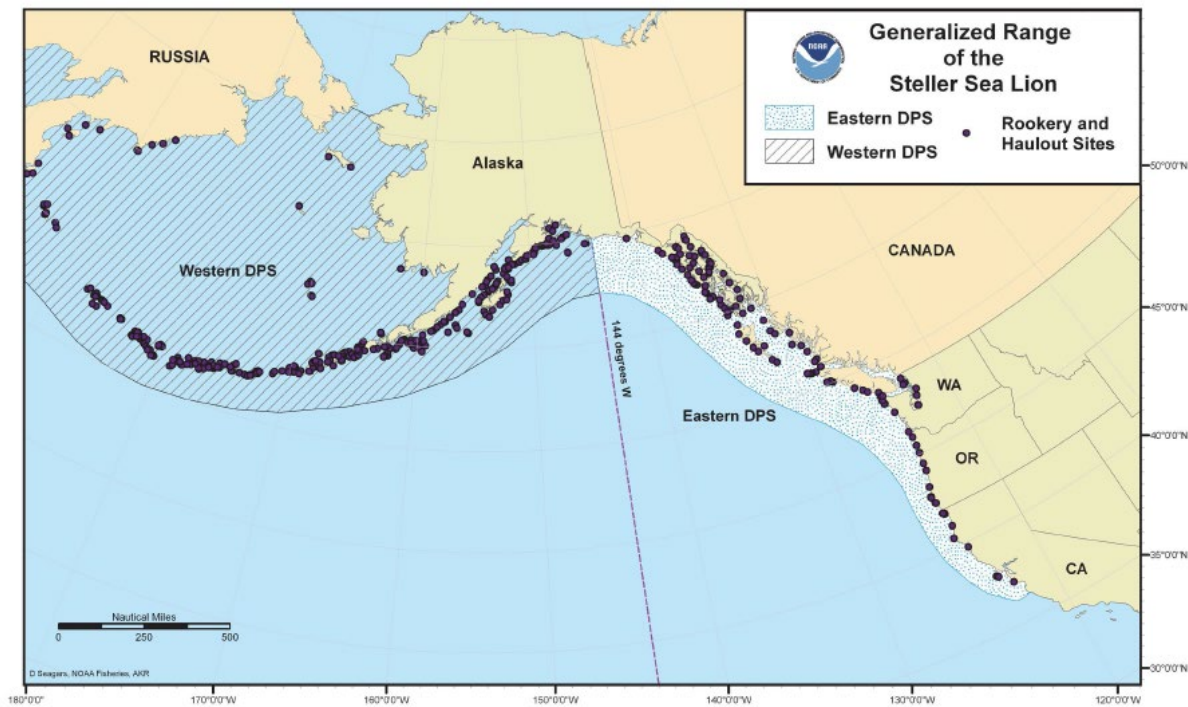 Generalized Range
of the
Steller Sea Lion
NOAA
Eastern DPS
Western DPS
Rookery and
Haulout Sites
RUSSIA
Alaska
CANADA
Western DPS
Eastern DPS
144 degrees W
WA
OR
CA
50°0'0"N
45°0'0"N
40°0'0"N
35°0'0"N
30°0'0"N
Nautical Miles
0 250 500
D Seagars, NOAA Fisheries, AKR
180°0'0"
170°0'0"W
160°0'0"W
150°0'0"W
140°0'0"W
130°0'0"W
120°0'0"W